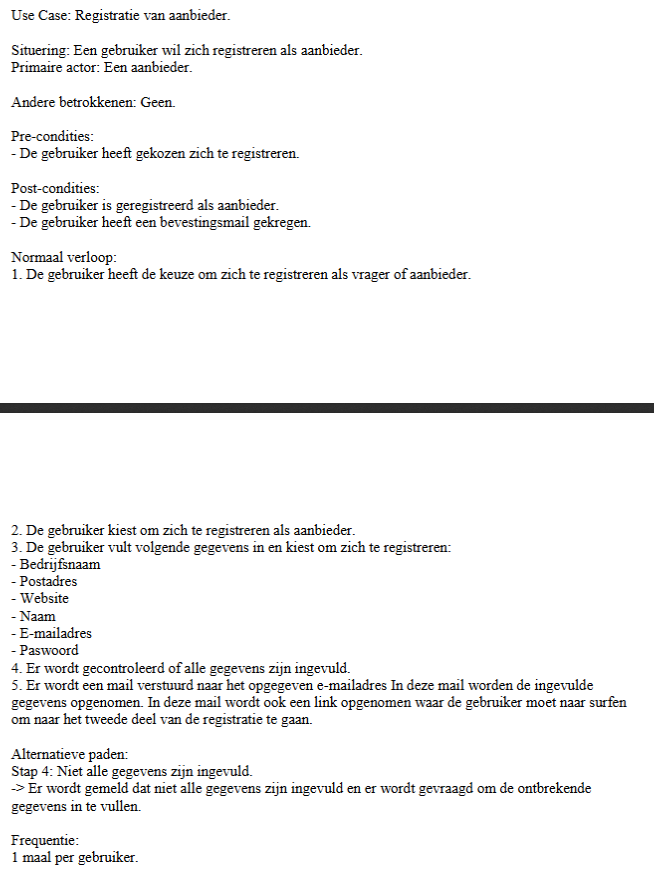 Use Case: Registratie van aanbieder.
Situering: Een gebruiker wil zich registreren als aanbieder.
Primaire actor: Een aanbieder.
Andere betrokkenen: Geen.
Pre-condities:
- De gebruiker heeft gekozen zich te registreren.
Post-condities:
- De gebruiker is geregistreerd als aanbieder.
- De gebruiker heeft een bevestingsmail gekregen.
Normaal verloop:
1. De gebruiker heeft de keuze om zich te registreren als vrager of aanbieder.
2. De gebruiker kiest om zich te registreren als aanbieder.
3. De gebruiker vult volgende gegevens in en kiest om zich te registreren:
- Bedrijfsnaam
- Postadres
- Website
- Naam
- E-mailadres
- Paswoord
4. Er wordt gecontroleerd of alle gegevens zijn ingevuld.
5. Er wordt een mail verstuurd naar het opgegeven e-mailadres In deze mail worden de ingevulde
gegevens opgenomen. In deze mail wordt ook een link opgenomen waar de gebruiker moet naar surfen
om naar het tweede deel van de registratie te gaan.
Alternatieve paden:
Stap 4: Niet alle gegevens zijn ingevuld.
-> Er wordt gemeld dat niet alle gegevens zijn ingevuld en er wordt gevraagd om de ontbrekende
gegevens in te vullen.
Frequentie:
1 maal per gebruiker.